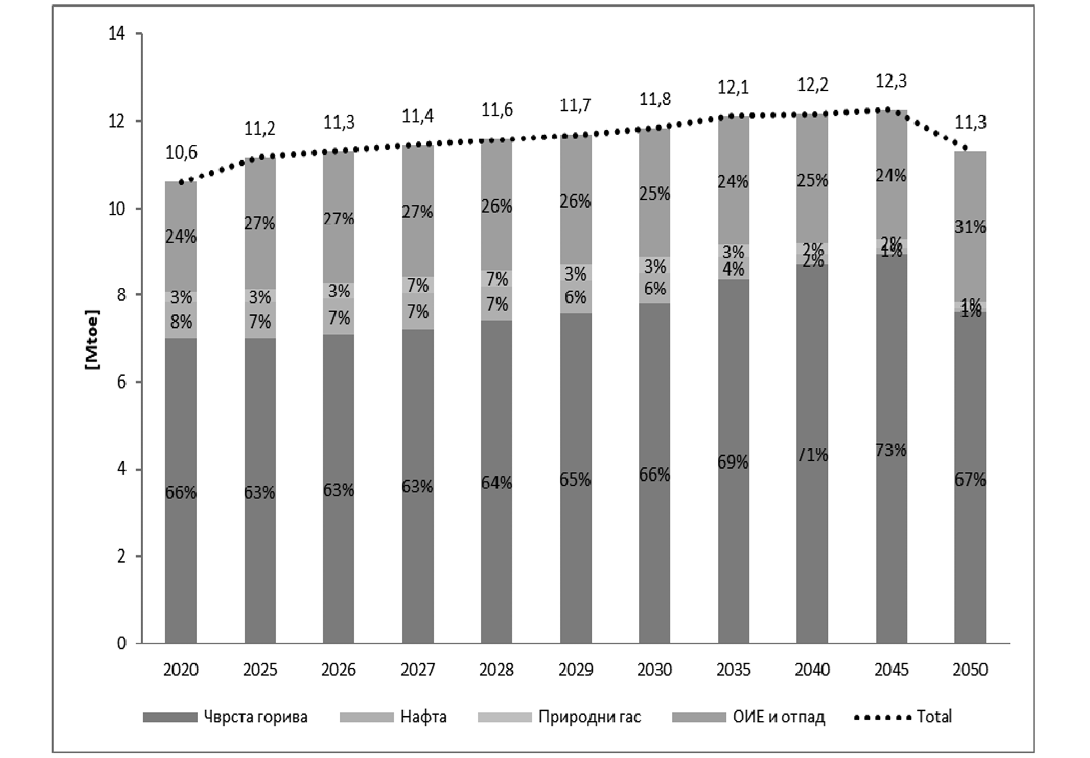 14
12
10
8
6
4
2
0
[Mtoe]
10,6 11,2 11,3 11,4 11,6 11,7 11,8 12,1 12,2 12,3 11,3
24% 27% 27% 27% 26% 26% 25% 24% 25% 24% 31%
3% 3% 3% 7% 7% 3% 3% 3% 2% 2% 1%
8% 7% 7% 7% 7% 6% 6% 4% 2% 1% 1%
66% 63% 63% 63% 64% 65% 66% 69% 71% 73% 67%
2020 2025 2026 2027 2028 2029 2030 2035 2040 2045 2050
Чврста горива Нафта Природни гас ОИЕ и отпад Total